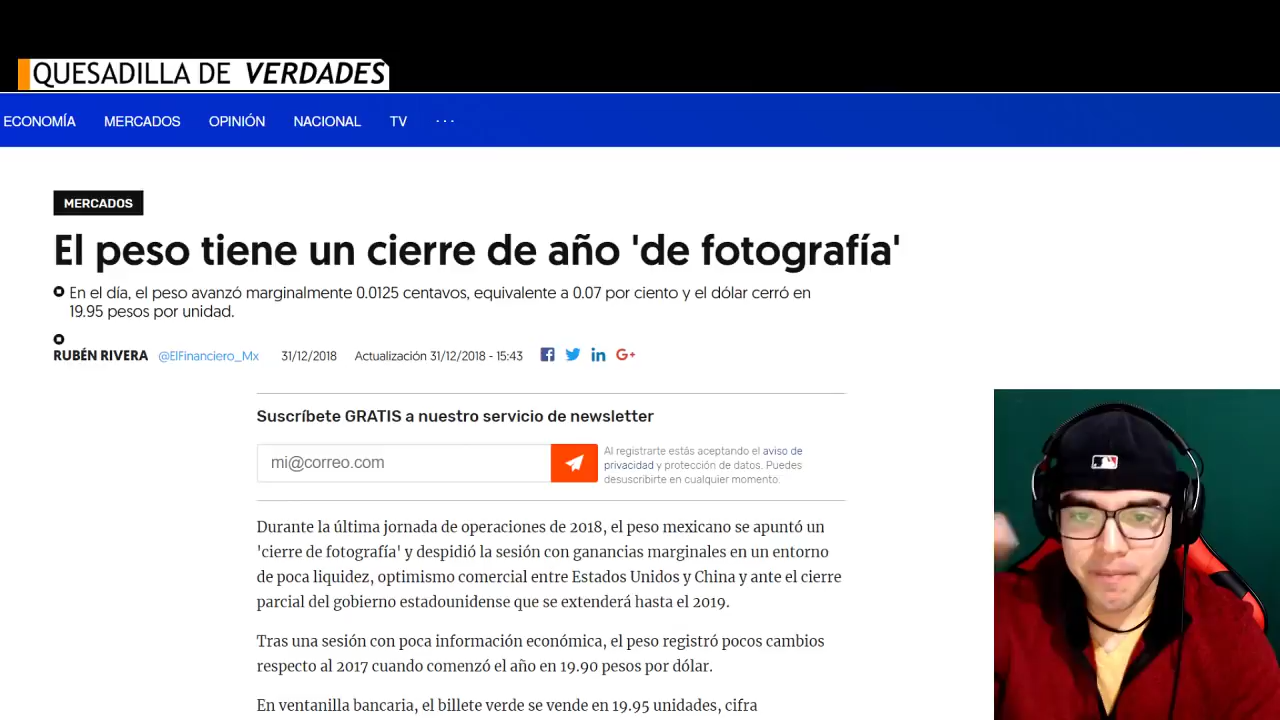 QUESADILLA DE VERDADES
ECONOMÍA MERCADOS OPINIÓN NACIONAL TV ...
MERCADOS
El peso tiene un cierre de año 'de fotografía'
En el día, el peso avanzó marginalmente 0.0125 centavos, equivalente a 0.07 por ciento y el dólar cerró en
19.95 pesos por unidad.
RUBÉN RIVERA @ElFinanciero_Mx 31/12/2018 Actualización 31/12/2018 - 15:43
Suscríbete GRATIS a nuestro servicio de newsletter
mi@correo.com
Al registrarte estás aceptando el aviso de
privacidad y protección de datos. Puedes
desuscribirte en cualquier momento.
Durante la última jornada de operaciones de 2018, el peso mexicano se apuntó un
'cierre de fotografía' y despidió la sesión con ganancias marginales en un entorno
de poca liquidez, optimismo comercial entre Estados Unidos y China y ante el cierre
parcial del gobierno estadounidense que se extenderá hasta el 2019.
Tras una sesión con poca información económica, el peso registró pocos cambios
respecto al 2017 cuando comenzó el año en 19.90 pesos por dólar.
En ventanilla bancaria, el billete verde se vende en 19.95 unidades, cifra